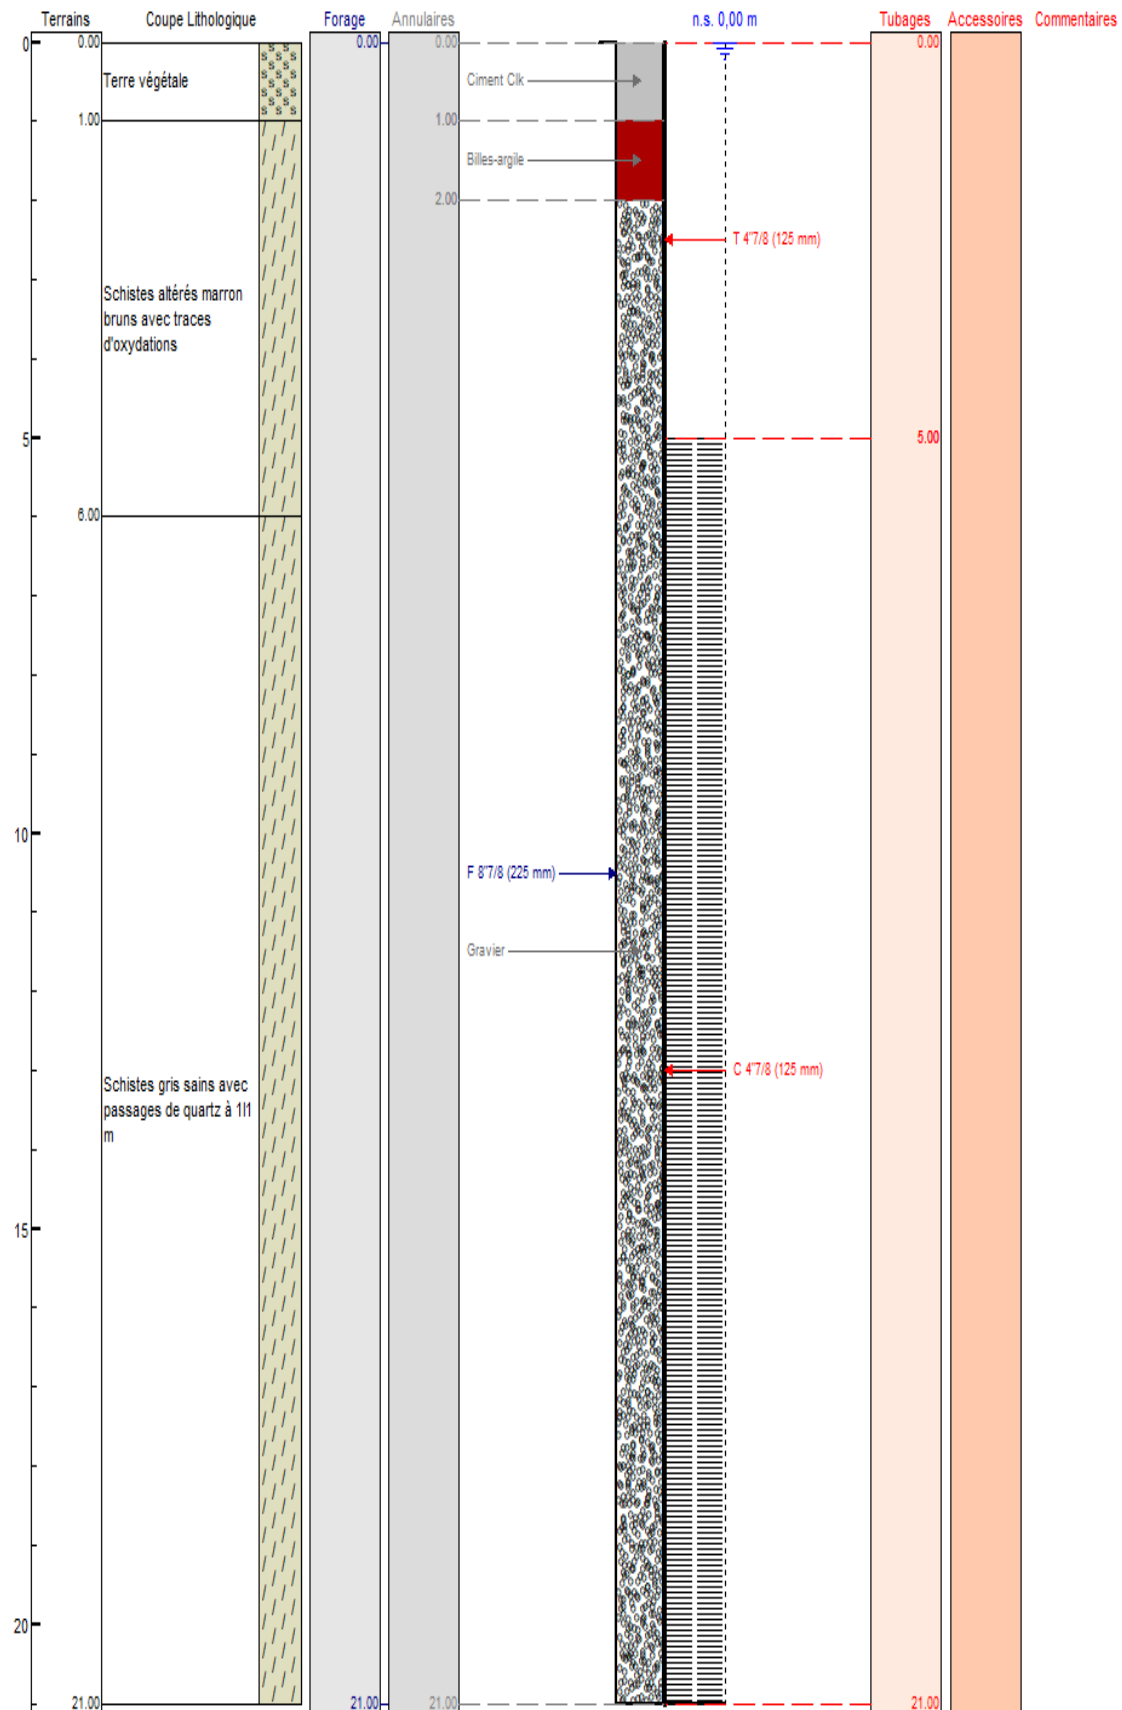 Terrains Coupe Lithologique Forage Annulaires n.s. 0,00 m Tubages Accessoires Commentaires
0 0.00 0.00 0.00 0.00
Terre végétale Ciment Clk
1.00 1.00
Billes-argile
2.00
T 4"7/8 (125 mm)
Schistes altérés marron
bruns avec traces
d'oxydations
5 5.00
6.00
10
F 8"7/8 (225 mm)
Gravier
C 4"7/8 (125 mm)
Schistes gris sains avec
passages de quartz à 1l1
m
15
20
21.00 21.00 21.00 21.00